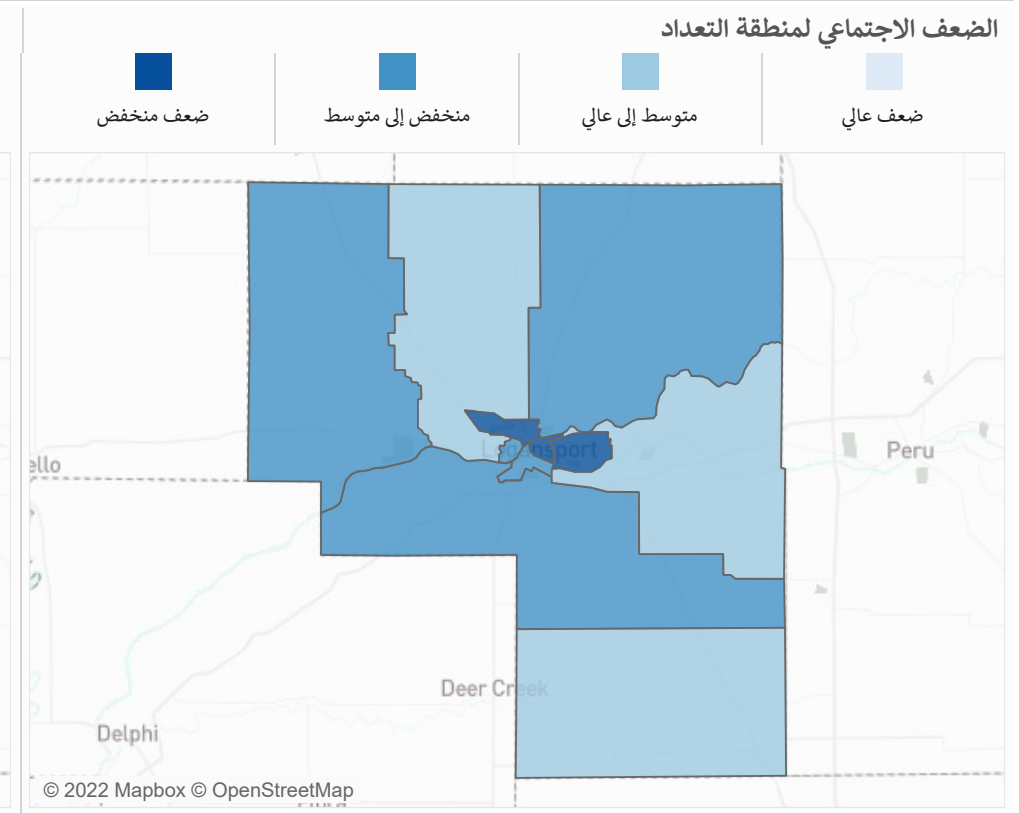 الضعف الاجتماعي لمنطقة التعداد
ضعف عالي
متوسط إلى عالي
منخفض إلى متوسط
ضعف منخفض
Logansport
ello
Peru
Deer Creek
Delphi
© 2022 Mapbox © OpenStreetMap